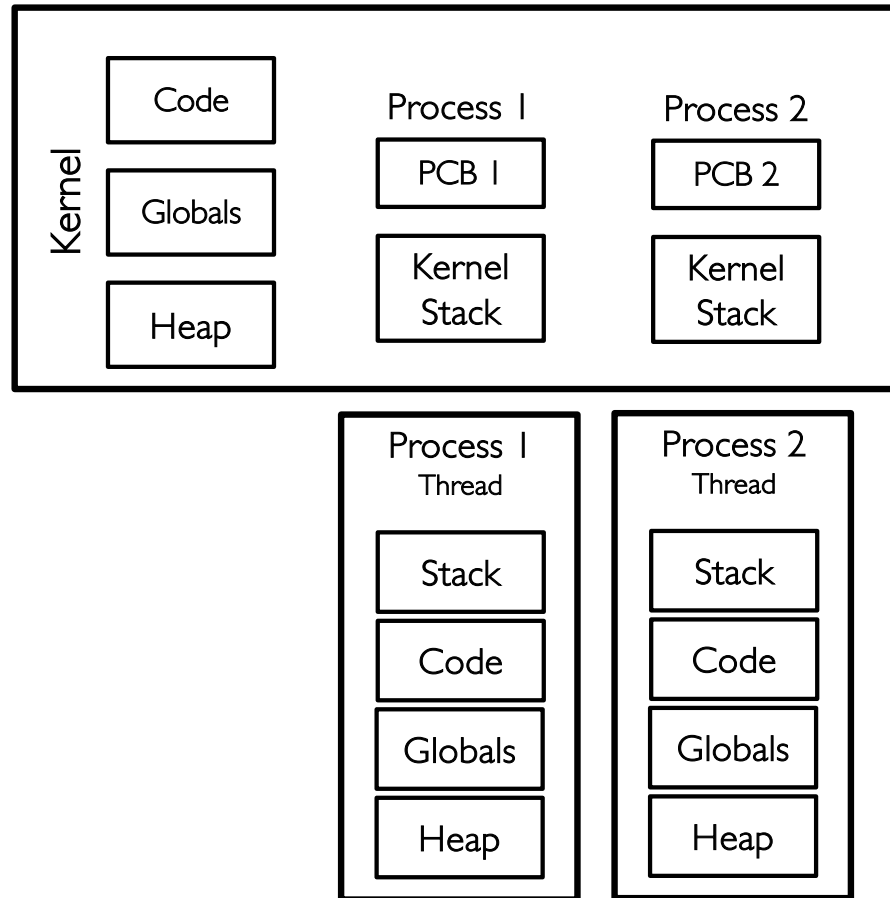 Kernel
Code
Globals
Heap
Process 1
PCB 1
Kernel
Stack
Process 2
PCB 2
Kernel
Stack
Process 1
Thread
Stack
Code
Globals
Heap
Process 2
Thread
Stack
Code
Globals
Heap